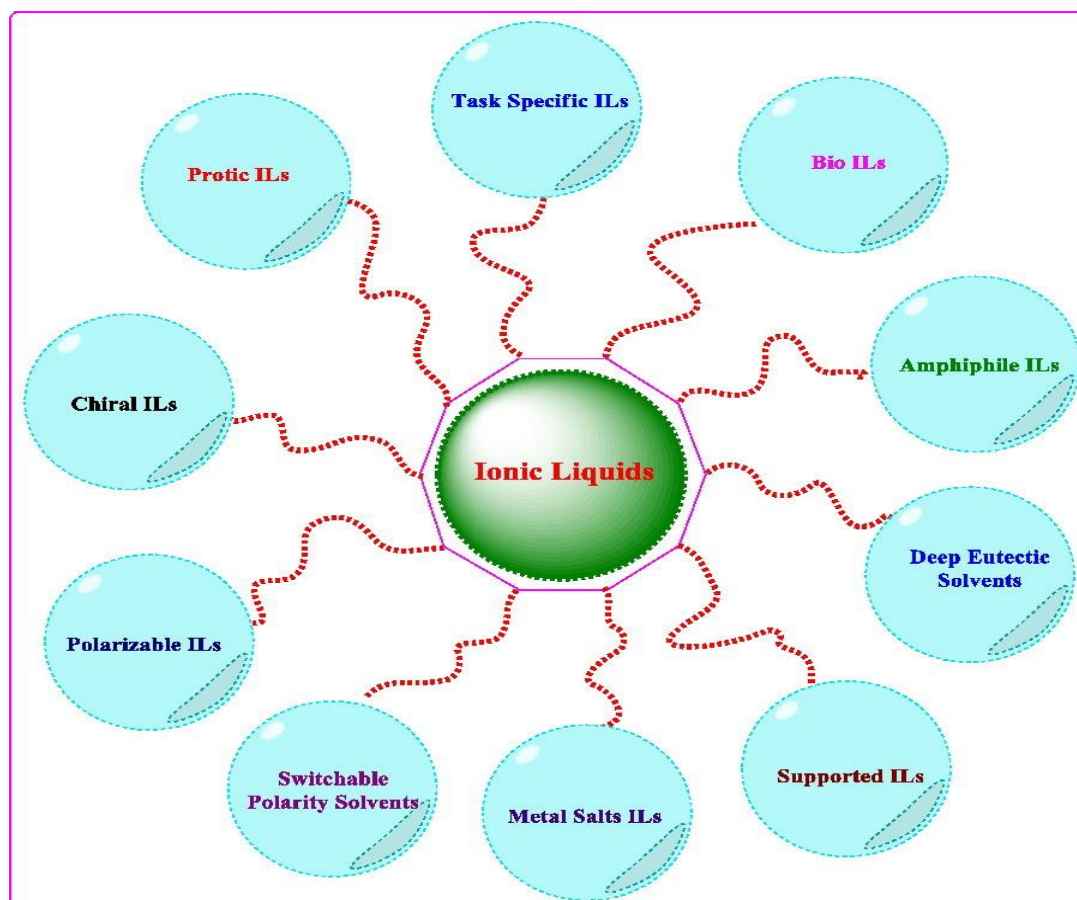 Task Specific ILs
Protic ILs
Bio ILs
Amphiphile ILs
Chiral ILs
Ionic Liquids
Deep Eutectic
Solvents
Polarizable ILs
Switchable
Polarity Solvents
Metal Salts ILs
Supported ILs